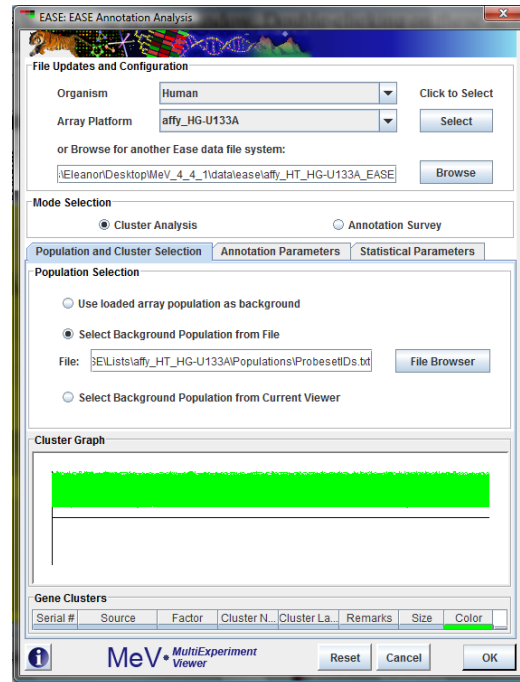 EASE: EASE Annotation Analysis
File Updates and Configuration
Organism Human Click to Select
Array Platform affy_HG-U133A Select
or Browse for another Ease data file system:
\Eleanor\Desktop\MeV_4_4_1\data\ease\affy_HT_HG-U133A_EASE Browse
Mode Selection
Cluster Analysis Annotation Survey
Population and Cluster Selection Annotation Parameters Statistical Parameters
Population Selection
Use loaded array population as background
Select Background Population from File
File: SE\Lists\affy_HT_HG-U133A\Populations\ProbesetIDs.txt File Browser
Select Background Population from Current Viewer
Cluster Graph
Gene Clusters
Serial # Source Factor Cluster N... Cluster La... Remarks Size Color
MeV MultiExperiment Viewer Reset Cancel OK